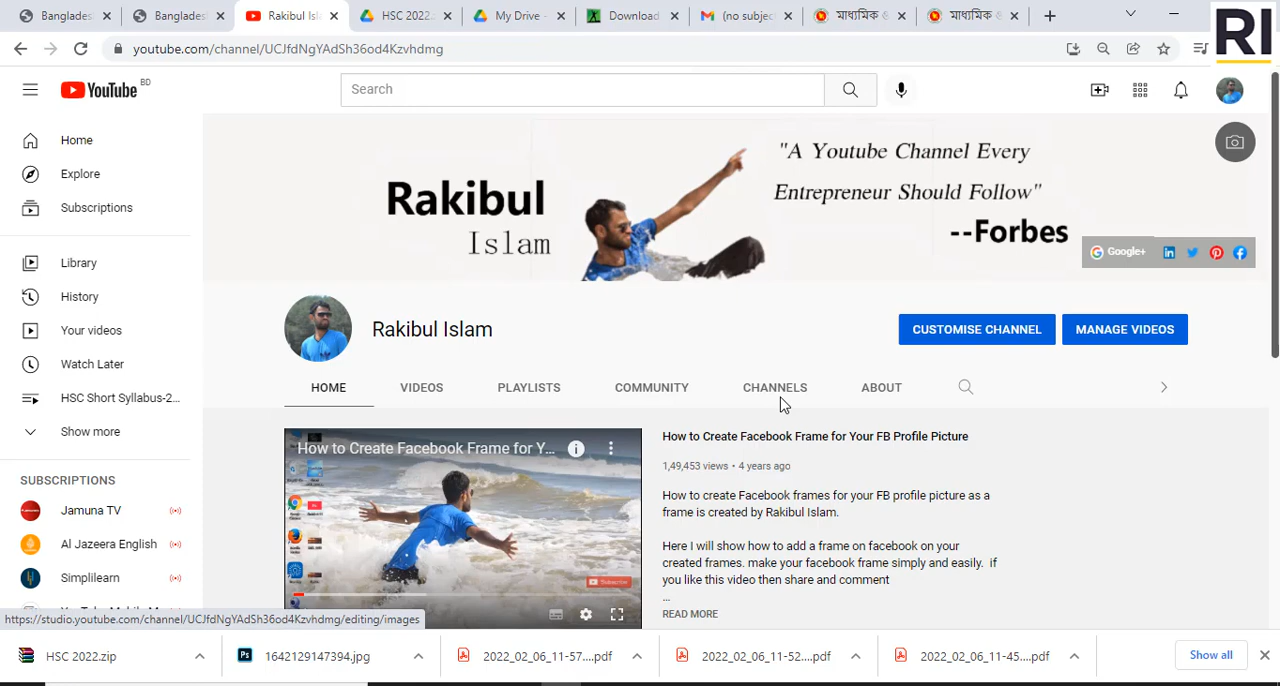 Banglades
Banglades
Rakibul Isla
HSC 2022.
My Drive -
Download
(no subjec
মাধ্যমিক ও
মাধ্যমিক ও
RI
youtube.com/channel/UCJfdNgYAdSh36od4Kzvhdmg
YouTube BD
Search
Home
Explore
Subscriptions
Library
History
Your videos
Watch Later
HSC Short Syllabus-2...
Show more
SUBSCRIPTIONS
Jamuna TV
Al Jazeera English
Simplilearn
"A Youtube Channel Every
Entrepreneur Should Follow"
--Forbes
Rakibul
Islam
Google+
Rakibul Islam
CUSTOMISE CHANNEL
MANAGE VIDEOS
HOME
VIDEOS
PLAYLISTS
COMMUNITY
CHANNELS
ABOUT
How to Create Facebook Frame for Y...
Subscribe
How to Create Facebook Frame for Your FB Profile Picture
1,49,453 views • 4 years ago
How to create Facebook frames for your FB profile picture as a
frame is created by Rakibul Islam.
Here I will show how to add a frame on facebook on your
created frames. make your facebook frame simply and easily. if
you like this video then share and comment
...
READ MORE
https://studio.youtube.com/channel/UCJfdNgYAdSh36od4Kzvhdmg/editing/images
HSC 2022.zip
1642129147394.jpg
2022_02_06_11-57....pdf
2022_02_06_11-52....pdf
2022_02_06_11-45....pdf
Show all